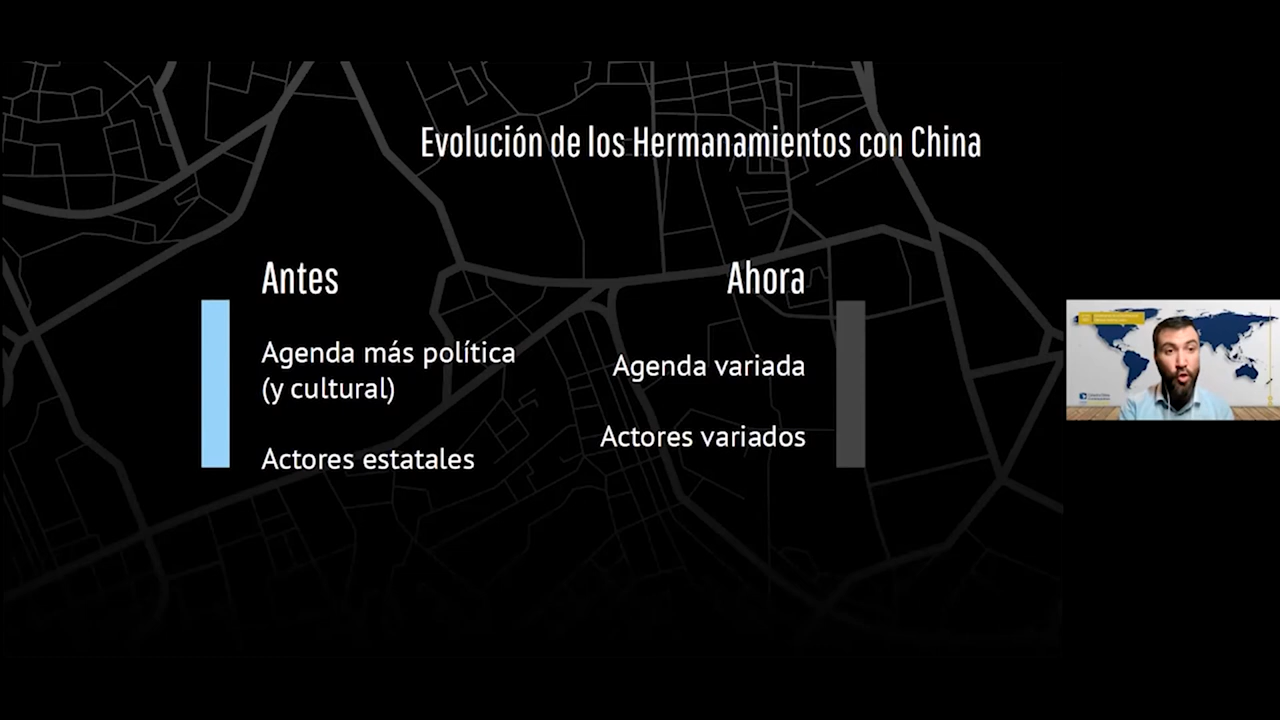 Evolución de los Hermanamientos con China
Antes
Agenda más política
(y cultural)
Actores estatales
Ahora
Agenda variada
Actores variados